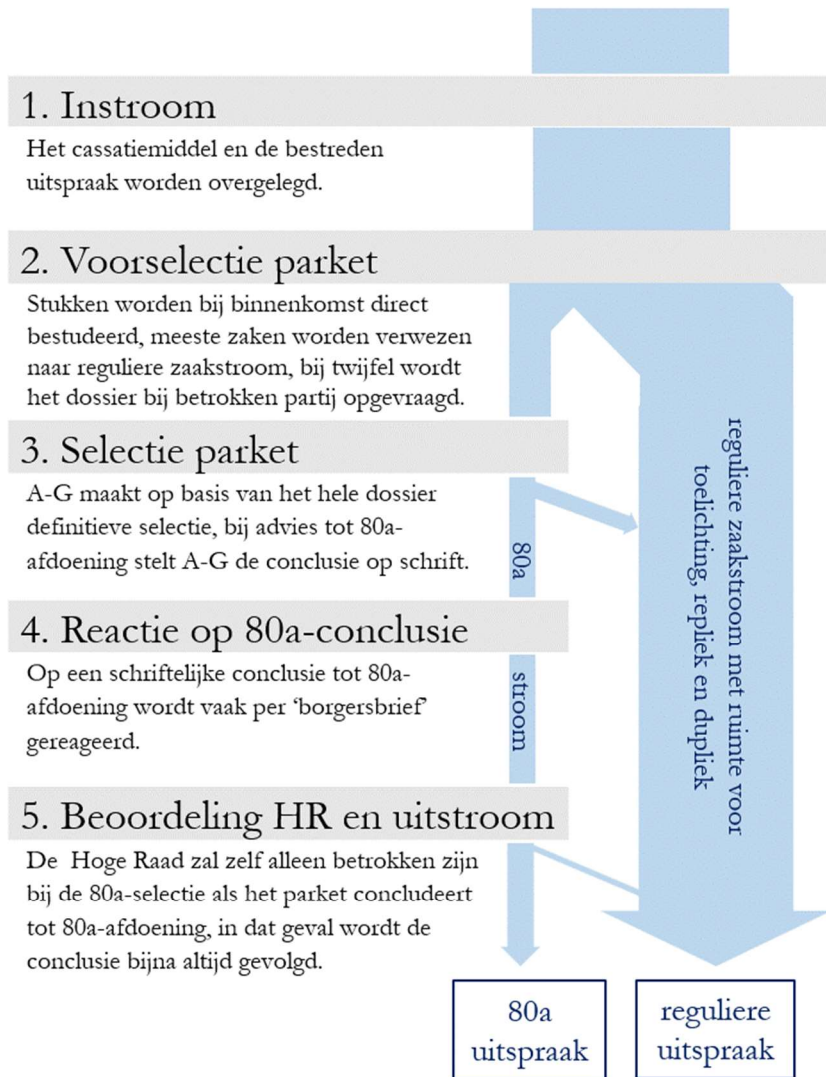 1. Instroom
Het cassatiemiddel en de bestreden
uitspraak worden overgelegd.
2. Voorselectie parket
Stukken worden bij binnenkomst direct
bestudeerd, meeste zaken worden verwezen
naar reguliere zaakstroom, bij twijfel wordt
het dossier bij betrokken partij opgevraagd.
3. Selectie parket
A-G maakt op basis van het hele dossier
definitieve selectie, bij advies tot 80a-
afdoening stelt A-G de conclusie op schrift.
4. Reactie op 80a-conclusie
Op een schriftelijke conclusie tot 80a-
afdoening wordt vaak per ‘borgersbrief’
gereageerd.
5. Beoordeling HR en uitstroom
De Hoge Raad zal zelf alleen betrokken zijn
bij de 80a-selectie als het parket concludeert
tot 80a-afdoening, in dat geval wordt de
conclusie bijna altijd gevolgd.
80a
stroom
reguliere zaakstroom met ruimte voor
toelichting, repliek en dupliek
80a
uitspraak
reguliere
uitspraak